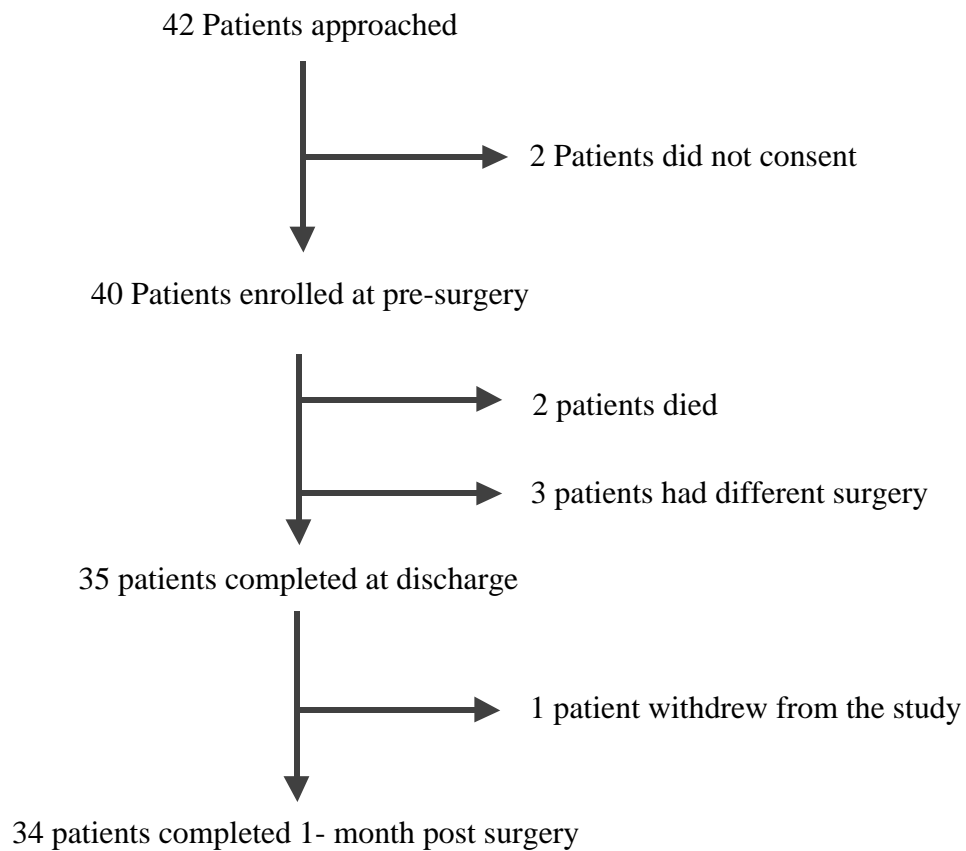 42 Patients approached
2 Patients did not consent
40 Patients enrolled at pre-surgery
2 patients died
3 patients had different surgery
35 patients completed at discharge
1 patient withdrew from the study
34 patients completed 1- month post surgery